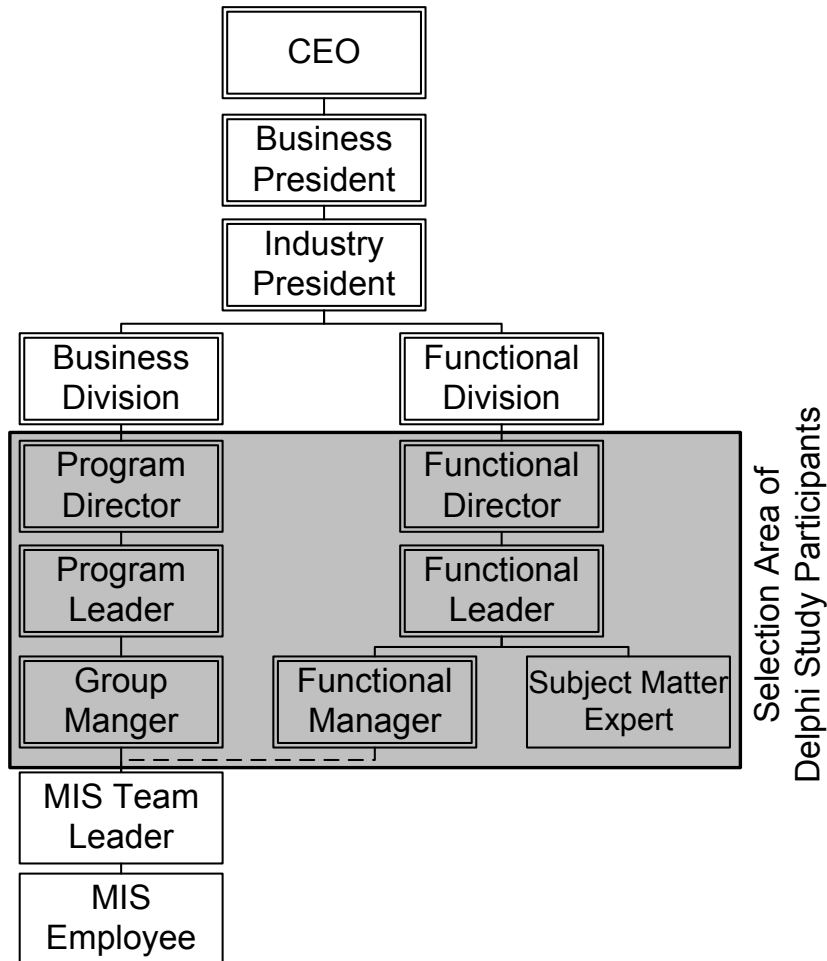 CEO
Business
President
Industry
President
Business
Division
Functional
Division
Program
Director
Functional
Director
Program
Leader
Functional
Leader
Group
Manger
Functional
Manager
Subject Matter
Expert
MIS Team
Leader
MIS
Employee
Selection Area of
Delphi Study Participants